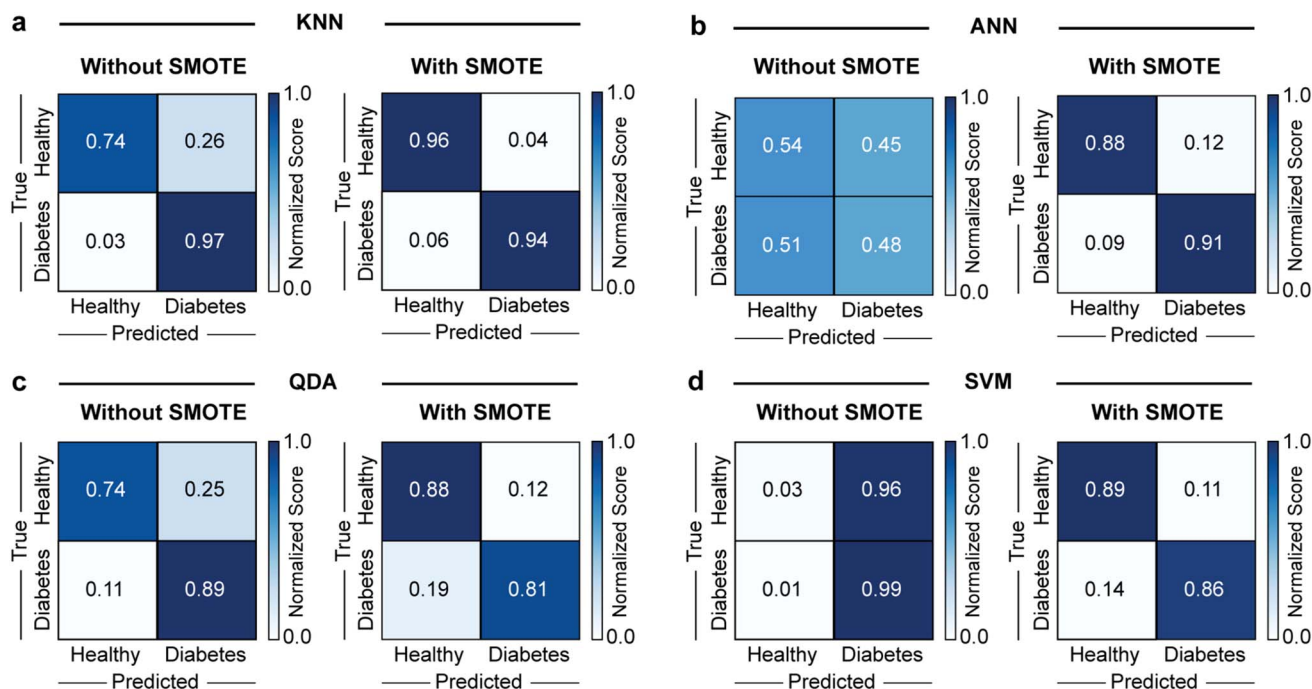 a KNN
Without SMOTE With SMOTE
True Healthy Diabetes
0.74 0.26
0.03 0.97
Healthy Diabetes
Predicted
1.0
Normalized Score
0.0
True Healthy Diabetes
0.96 0.04
0.06 0.94
Healthy Diabetes
Predicted
1.0
Normalized Score
0.0
b ANN
Without SMOTE With SMOTE
True Healthy Diabetes
0.54 0.45
0.51 0.48
Healthy Diabetes
Predicted
1.0
Normalized Score
0.0
True Healthy Diabetes
0.88 0.12
0.09 0.91
Healthy Diabetes
Predicted
1.0
Normalized Score
0.0
c QDA
Without SMOTE With SMOTE
True Healthy Diabetes
0.74 0.25
0.11 0.89
Healthy Diabetes
Predicted
1.0
Normalized Score
0.0
True Healthy Diabetes
0.88 0.12
0.19 0.81
Healthy Diabetes
Predicted
1.0
Normalized Score
0.0
d SVM
Without SMOTE With SMOTE
True Healthy Diabetes
0.03 0.96
0.01 0.99
Healthy Diabetes
Predicted
1.0
Normalized Score
0.0
True Healthy Diabetes
0.89 0.11
0.14 0.86
Healthy Diabetes
Predicted
1.0
Normalized Score
0.0